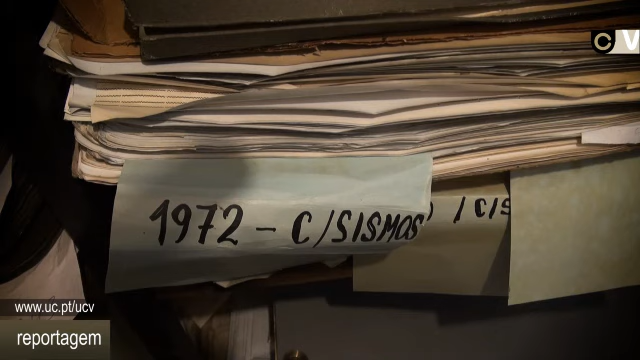 C V
1972 - C/SISMOS / C/S
www.uc.pt/ucv
reportagem